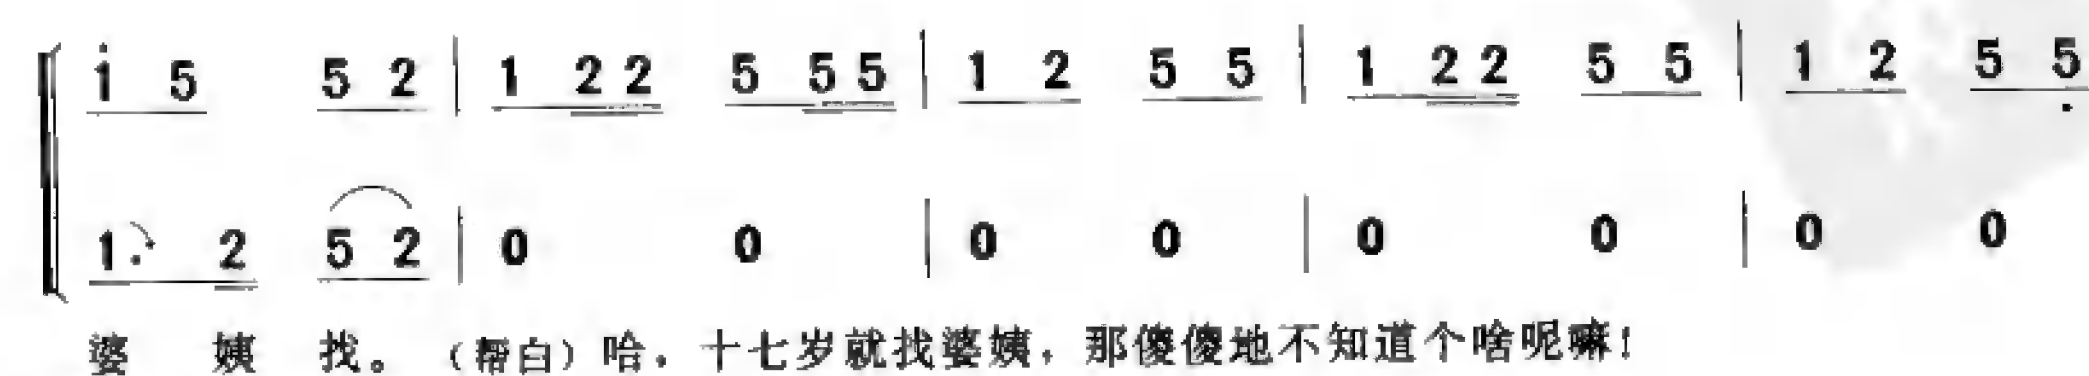 1̇ 5 5 2 | 1 2 2 5 5 5 | 1 2 5 5 | 1 2 2 5 5 | 1 2 5 5̣
1. 2 5 2 | 0 0 | 0 0 | 0 0 | 0 0
婆 姨 找。（帮白）哈，十七岁就找婆姨，那傻傻地不知道个啥呢嘛！